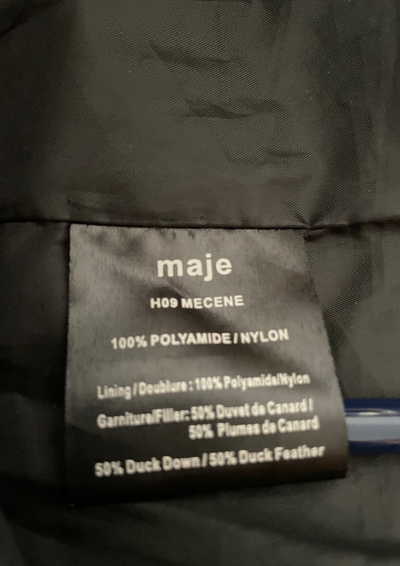 maje
H09 MECENE
100% POLYAMIDE / NYLON
Lining / Doublure : 100% Polyamide/Nylon
Garniture/Filler: 50% Duvet de Canard /
50% Plumes de Canard
50% Duck Down / 50% Duck Feather